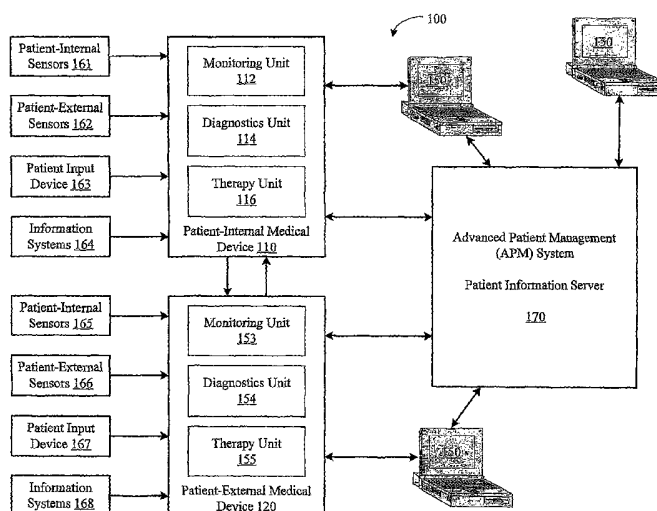 100
Patient-Internal
Sensors 161
Patient-External
Sensors 162
Patient Input
Device 163
Information
Systems 164
Monitoring Unit
112
Diagnostics Unit
114
Therapy Unit
116
Patient-Internal Medical
Device 110
130
150
Advanced Patient Management
(APM) System
Patient Information Server
170
Patient-Internal
Sensors 165
Patient-External
Sensors 166
Patient Input
Device 167
Information
Systems 168
Monitoring Unit
153
Diagnostics Unit
154
Therapy Unit
155
Patient-External Medical
Device 120